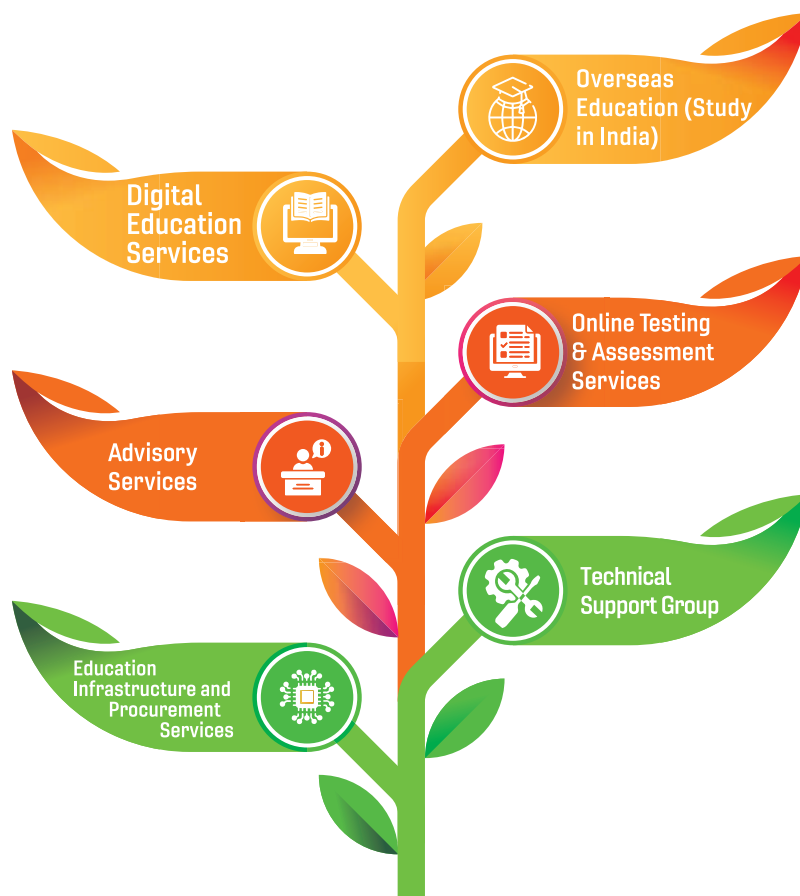 Overseas
Education (Study
in India)
Digital
Education
Services
Online Testing
& Assessment
Services
Advisory
Services
Technical
Support Group
Education
Infrastructure and
Procurement
Services